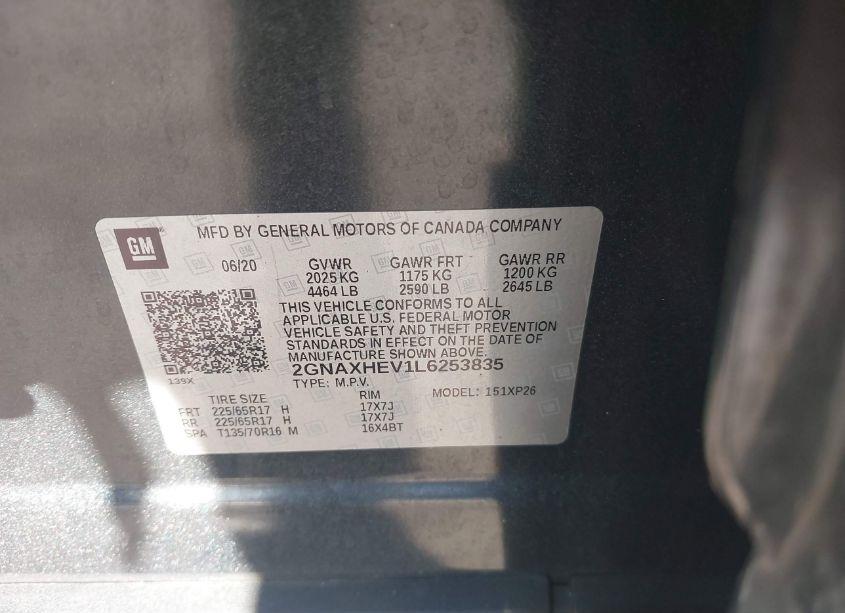 GM
MFD BY GENERAL MOTORS OF CANADA COMPANY
06/20 GVWR GAWR FRT GAWR RR
2025 KG 1175 KG 1200 KG
4464 LB 2590 LB 2645 LB
THIS VEHICLE CONFORMS TO ALL
APPLICABLE U.S. FEDERAL MOTOR
VEHICLE SAFETY AND THEFT PREVENTION
STANDARDS IN EFFECT ON THE DATE OF
MANUFACTURE SHOWN ABOVE.
2GNAXHEV1L6253835
139X
TYPE: M.P.V. MODEL: 151XP26
TIRE SIZE RIM
FRT 225/65R17 H 17X7J
RR 225/65R17 H 17X7J
SPA T135/70R16 M 16X4BT